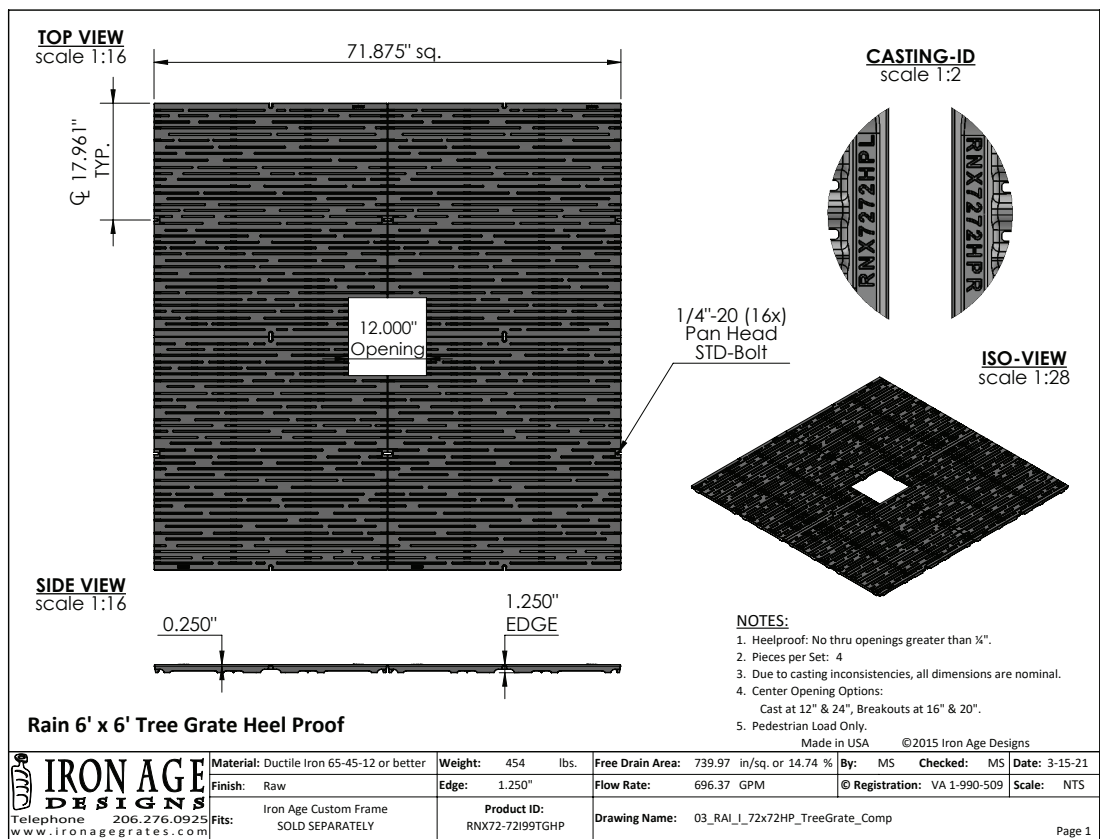 TOP VIEW
scale 1:16
71.875" sq.
℄ 17.961"
TYP.
12.000"
Opening
CASTING-ID
scale 1:2
RNX7272HPL
RNX7272HPR
1/4"-20 (16x)
Pan Head
STD-Bolt
ISO-VIEW
scale 1:28
SIDE VIEW
scale 1:16
0.250"
1.250"
EDGE
NOTES:
1. Heelproof: No thru openings greater than ¼".
2. Pieces per Set: 4
3. Due to casting inconsistencies, all dimensions are nominal.
4. Center Opening Options:
Cast at 12" & 24", Breakouts at 16" & 20".
5. Pedestrian Load Only.
Made in USA ©2015 Iron Age Designs
Rain 6' x 6' Tree Grate Heel Proof
IRON AGE
DESIGNS
Telephone 206.276.0925
www.ironagegrates.com
Material: Ductile Iron 65-45-12 or better
Weight: 454 lbs.
Free Drain Area: 739.97 in/sq. or 14.74 %
By: MS Checked: MS Date: 3-15-21
Finish: Raw
Edge: 1.250"
Flow Rate: 696.37 GPM
© Registration: VA 1-990-509 Scale: NTS
Fits: Iron Age Custom Frame
SOLD SEPARATELY
Product ID:
RNX72-72I99TGHP
Drawing Name: 03_RAI_I_72x72HP_TreeGrate_Comp
Page 1